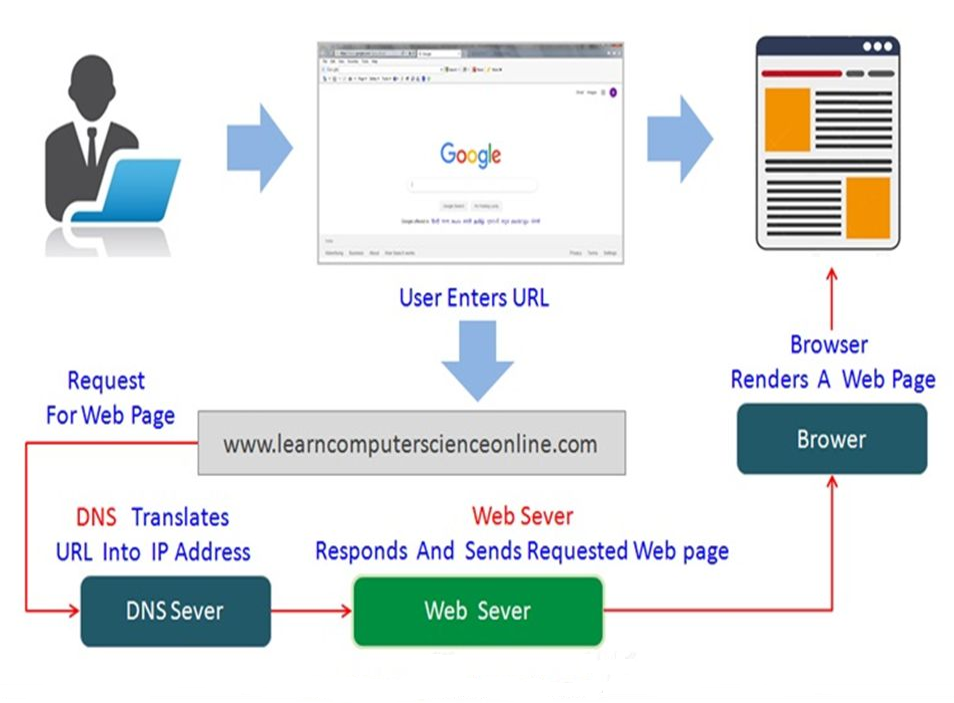 Google
User Enters URL
Request
For Web Page
www.learncomputerscienceonline.com
Browser
Renders A Web Page
Brower
DNS Translates
URL Into IP Address
Web Sever
Responds And Sends Requested Web page
DNS Sever
Web Sever